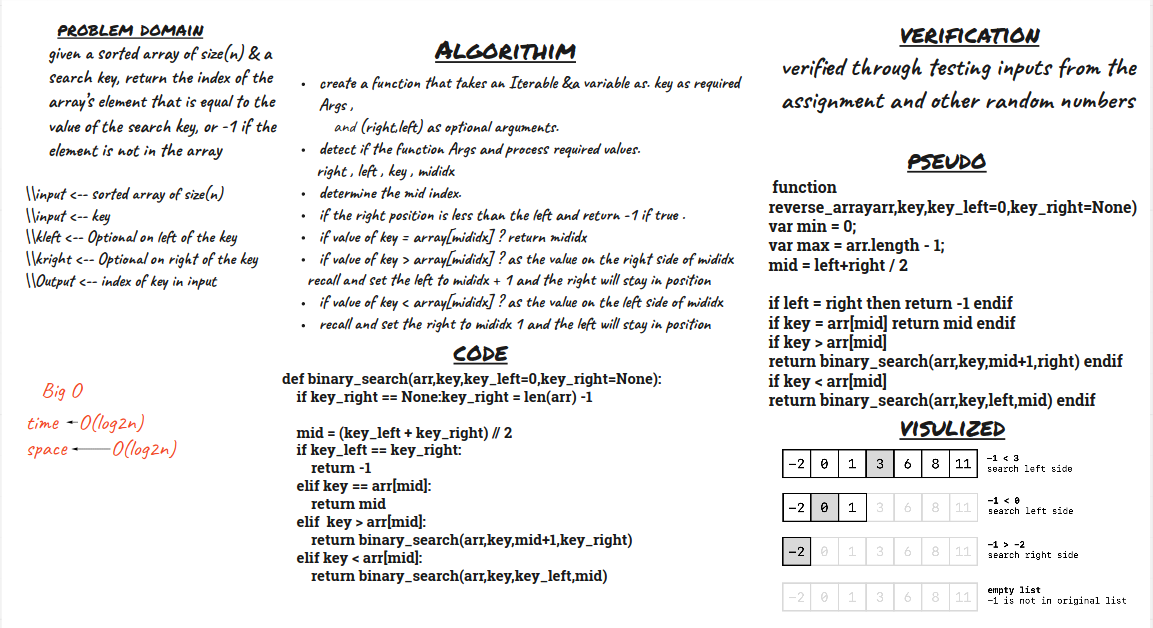 PROBLEM DOMAIN
given a sorted array of size(n) & a
search key, return the index of the
array's element that is equal to the
value of the search key, or -1 if the
element is not in the array
\\input <-- sorted array of size(n)
\\input <-- key
\\kleft <-- Optional on left of the key
\\kright <-- Optional on right of the key
\\Output <-- index of key in input
Big O
time ←O(log2n)
space ←O(log2n)
ALGORITHIM
• create a function that takes an Iterable &a variable as. key as required
Args ,
and (right,left) as optional arguments.
• detect if the function Args and process required values.
right , left , key , mididx
• determine the mid index.
• if the right position is less than the left and return -1 if true .
• if value of key = array[mididx] ? return mididx
• if value of key > array[mididx] ? as the value on the right side of mididx
recall and set the left to mididx + 1 and the right will stay in position
• if value of key < array[mididx] ? as the value on the left side of mididx
• recall and set the right to mididx 1 and the left will stay in position
CODE
def binary_search(arr,key,key_left=0,key_right=None):
if key_right == None:key_right = len(arr) -1
mid = (key_left + key_right) // 2
if key_left == key_right:
return -1
elif key == arr[mid]:
return mid
elif key > arr[mid]:
return binary_search(arr,key,mid+1,key_right)
elif key < arr[mid]:
return binary_search(arr,key,key_left,mid)
VERIFICATION
verified through testing inputs from the
assignment and other random numbers
PSEUDO
function
reverse_arrayarr,key,key_left=0,key_right=None)
var min = 0;
var max = arr.length - 1;
mid = left+right / 2
if left = right then return -1 endif
if key = arr[mid] return mid endif
if key > arr[mid]
return binary_search(arr,key,mid+1,right) endif
if key < arr[mid]
return binary_search(arr,key,left,mid) endif
VISULIZED
-2 0 1 3 6 8 11
-1 < 3
search left side
-2 0 1 3 6 8 11
-1 < 0
search left side
-2 0 1 3 6 8 11
-1 > -2
search right side
-2 0 1 3 6 8 11
empty list
-1 is not in original list